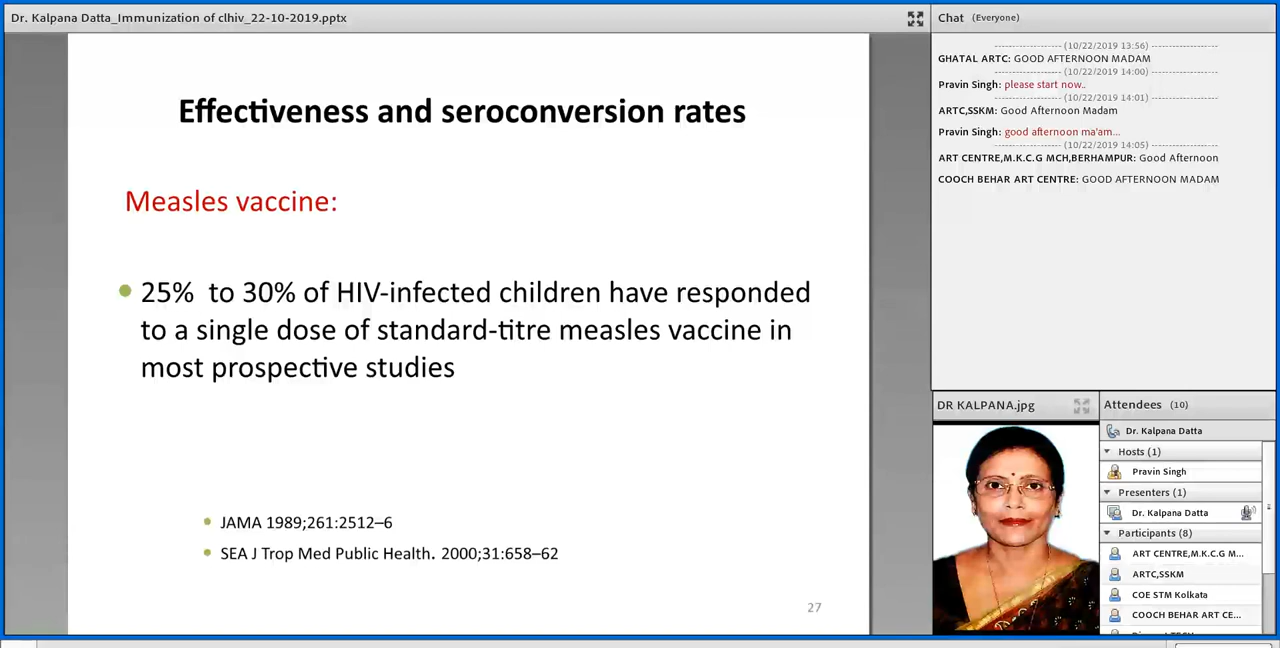 Dr. Kalpana Datta_Immunization of clhiv_22-10-2019.pptx
Effectiveness and seroconversion rates
Measles vaccine:
25% to 30% of HIV-infected children have responded
to a single dose of standard-titre measles vaccine in
most prospective studies
JAMA 1989;261:2512–6
SEA J Trop Med Public Health. 2000;31:658–62
27
Chat (Everyone)
------------------- (10/22/2019 13:56) -------------------
GHATAL ARTC: GOOD AFTERNOON MADAM
------------------- (10/22/2019 14:00) -------------------
Pravin Singh: please start now..
------------------- (10/22/2019 14:01) -------------------
ARTC,SSKM: Good Afternoon Madam
Pravin Singh: good afternoon ma'am...
------------------- (10/22/2019 14:05) -------------------
ART CENTRE,M.K.C.G MCH,BERHAMPUR: Good Afternoon
COOCH BEHAR ART CENTRE: GOOD AFTERNOON MADAM
DR KALPANA.jpg
Attendees (10)
Dr. Kalpana Datta
Hosts (1)
Pravin Singh
Presenters (1)
Dr. Kalpana Datta
Participants (8)
ART CENTRE,M.K.C.G M...
ARTC,SSKM
COE STM Kolkata
COOCH BEHAR ART CE...